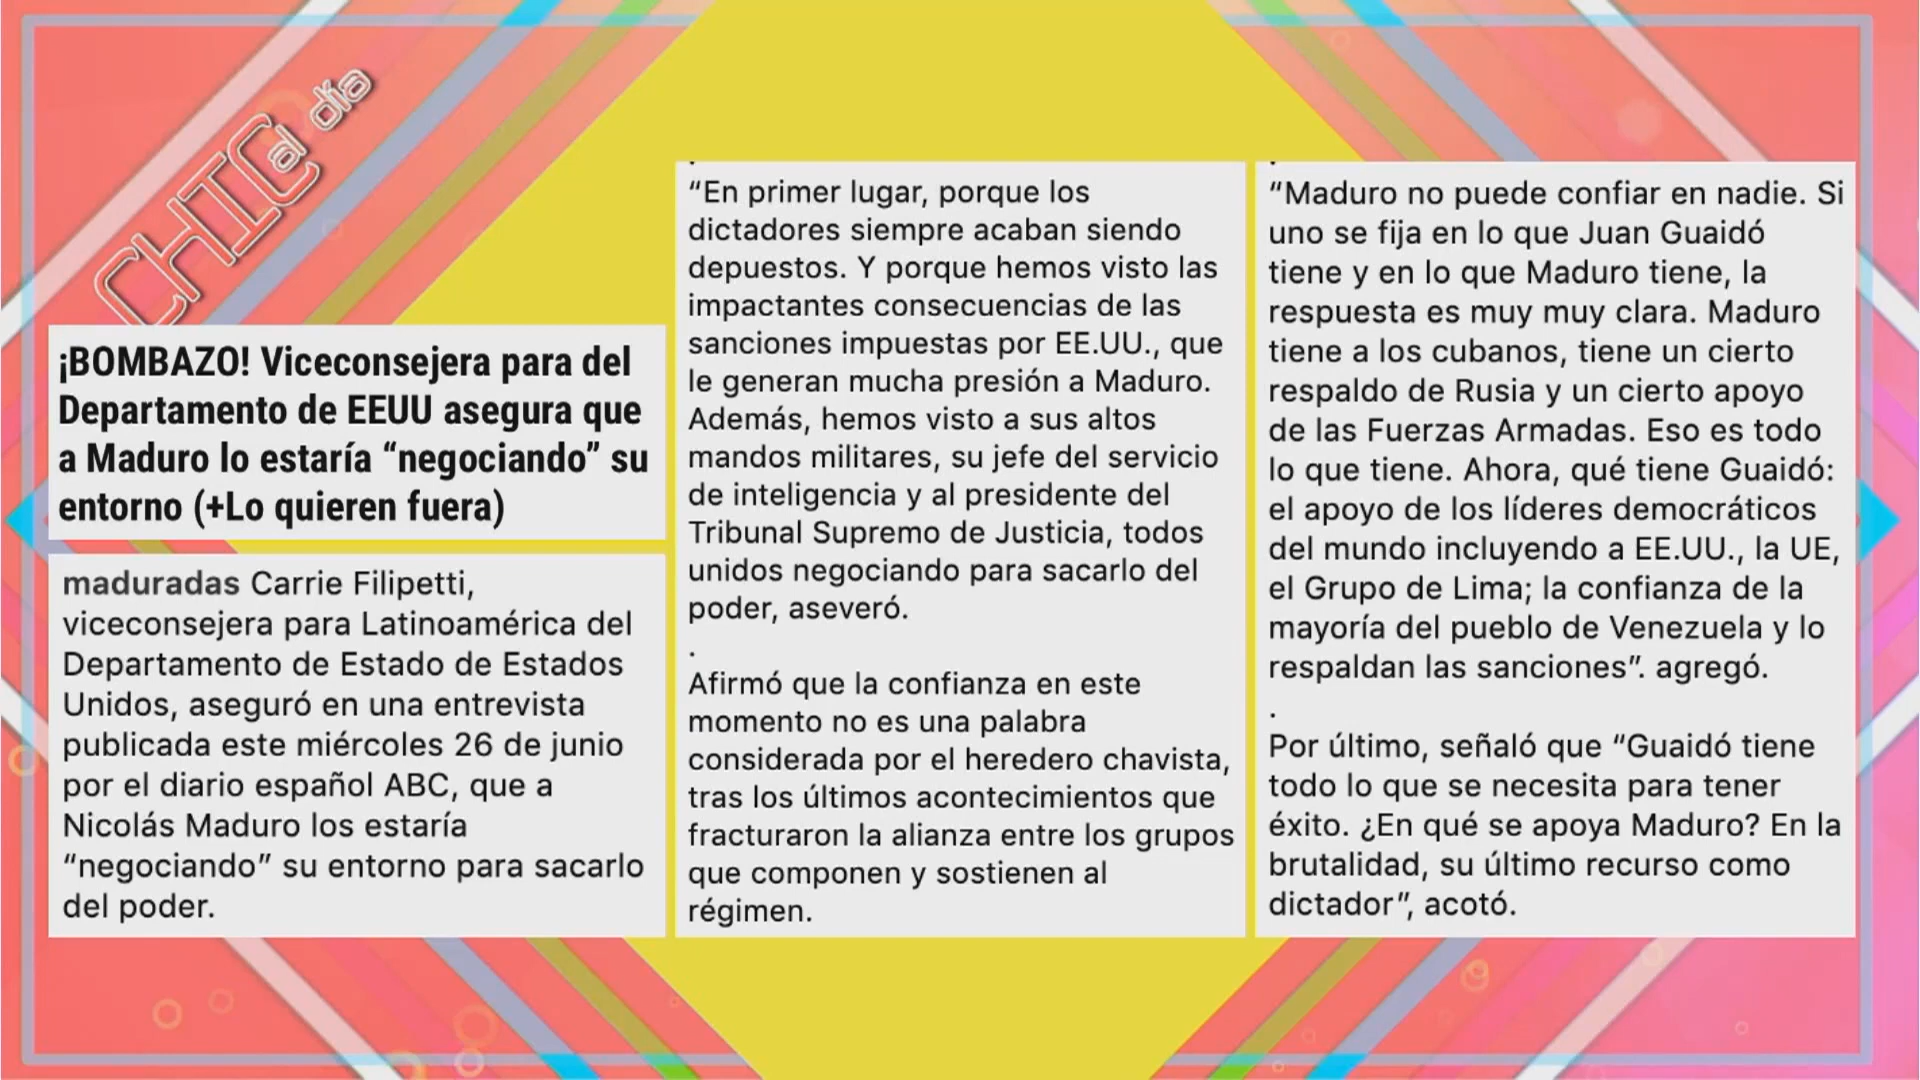 CHIC al día
¡BOMBAZO! Viceconsejera para del
Departamento de EEUU asegura que
a Maduro lo estaría “negociando” su
entorno (+Lo quieren fuera)
maduradas Carrie Filipetti,
viceconsejera para Latinoamérica del
Departamento de Estado de Estados
Unidos, aseguró en una entrevista
publicada este miércoles 26 de junio
por el diario español ABC, que a
Nicolás Maduro los estaría
“negociando” su entorno para sacarlo
del poder.
“En primer lugar, porque los
dictadores siempre acaban siendo
depuestos. Y porque hemos visto las
impactantes consecuencias de las
sanciones impuestas por EE.UU., que
le generan mucha presión a Maduro.
Además, hemos visto a sus altos
mandos militares, su jefe del servicio
de inteligencia y al presidente del
Tribunal Supremo de Justicia, todos
unidos negociando para sacarlo del
poder, aseveró.
.
Afirmó que la confianza en este
momento no es una palabra
considerada por el heredero chavista,
tras los últimos acontecimientos que
fracturaron la alianza entre los grupos
que componen y sostienen al
régimen.
“Maduro no puede confiar en nadie. Si
uno se fija en lo que Juan Guaidó
tiene y en lo que Maduro tiene, la
respuesta es muy muy clara. Maduro
tiene a los cubanos, tiene un cierto
respaldo de Rusia y un cierto apoyo
de las Fuerzas Armadas. Eso es todo
lo que tiene. Ahora, qué tiene Guaidó:
el apoyo de los líderes democráticos
del mundo incluyendo a EE.UU., la UE,
el Grupo de Lima; la confianza de la
mayoría del pueblo de Venezuela y lo
respaldan las sanciones”. agregó.
.
Por último, señaló que “Guaidó tiene
todo lo que se necesita para tener
éxito. ¿En qué se apoya Maduro? En la
brutalidad, su último recurso como
dictador”, acotó.